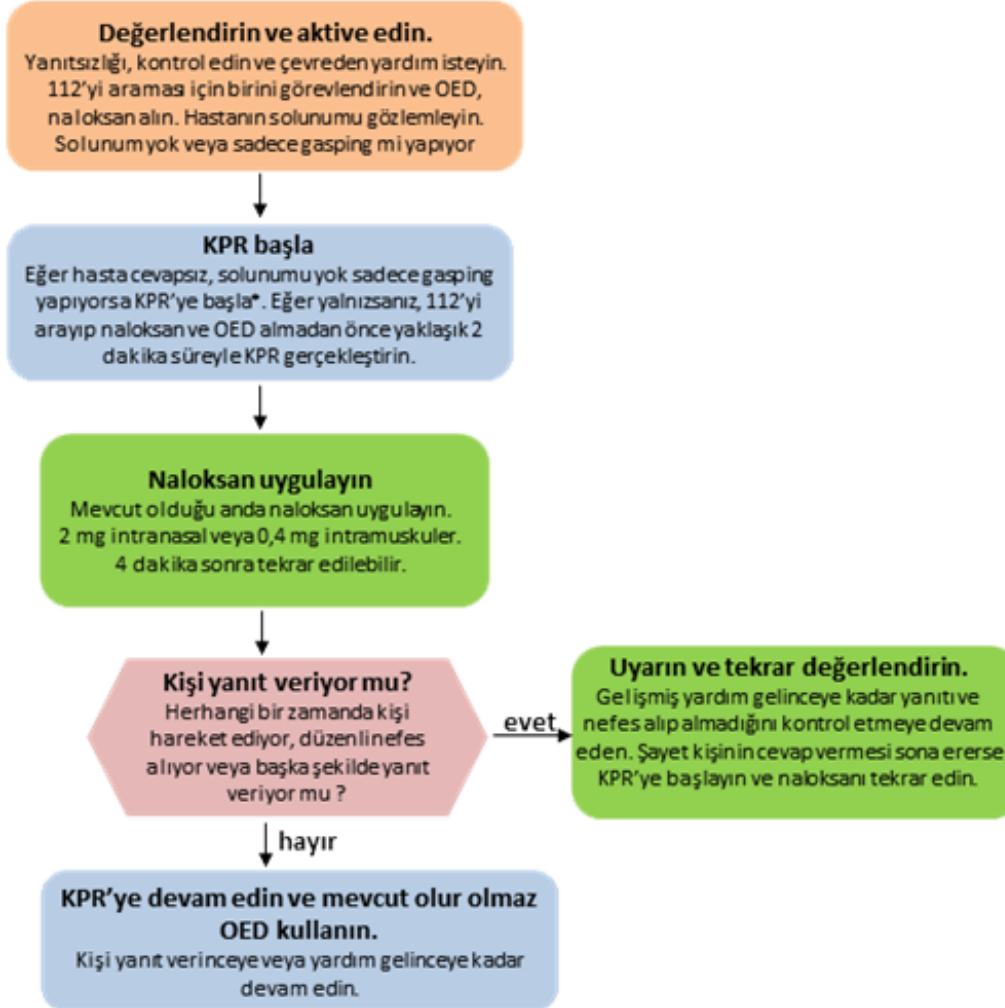 Değerlendirin ve aktive edin.
Yanıtsızlığı, kontrol edin ve çevreden yardım isteyin.
112'yi araması için birini görevlendirin ve OED,
naloksan alın. Hastanın solunumu gözlemleyin.
Solunum yok veya sadece gasping mi yapıyor
KPR başla
Eğer hasta cevapsız, solunumu yok sadece gasping
yapıyorsa KPR'ye başla*. Eğer yalnızsanız, 112'yi
arayıp naloksan ve OED almadan önce yaklaşık 2
dakika süreyle KPR gerçekleştirin.
Naloksan uygulayın
Mevcut olduğu anda naloksan uygulayın.
2 mg intranasal veya 0,4 mg intramuskuler.
4 dakika sonra tekrar edilebilir.
Kişi yanıt veriyor mu?
Herhangi bir zamanda kişi
hareket ediyor, düzenli nefes
alıyor veya başka şekilde yanıt
veriyor mu ?
evet
Uyarın ve tekrar değerlendirin.
Gelişmiş yardım gelinceye kadar yanıtı ve
nefes alıp almadığını kontrol etmeye devam
eden. Şayet kişinin cevap vermesi sona ererse
KPR'ye başlayın ve naloksanı tekrar edin.
hayır
KPR'ye devam edin ve mevcut olur olmaz
OED kullanın.
Kişi yanıt verinceye veya yardım gelinceye kadar
devam edin.